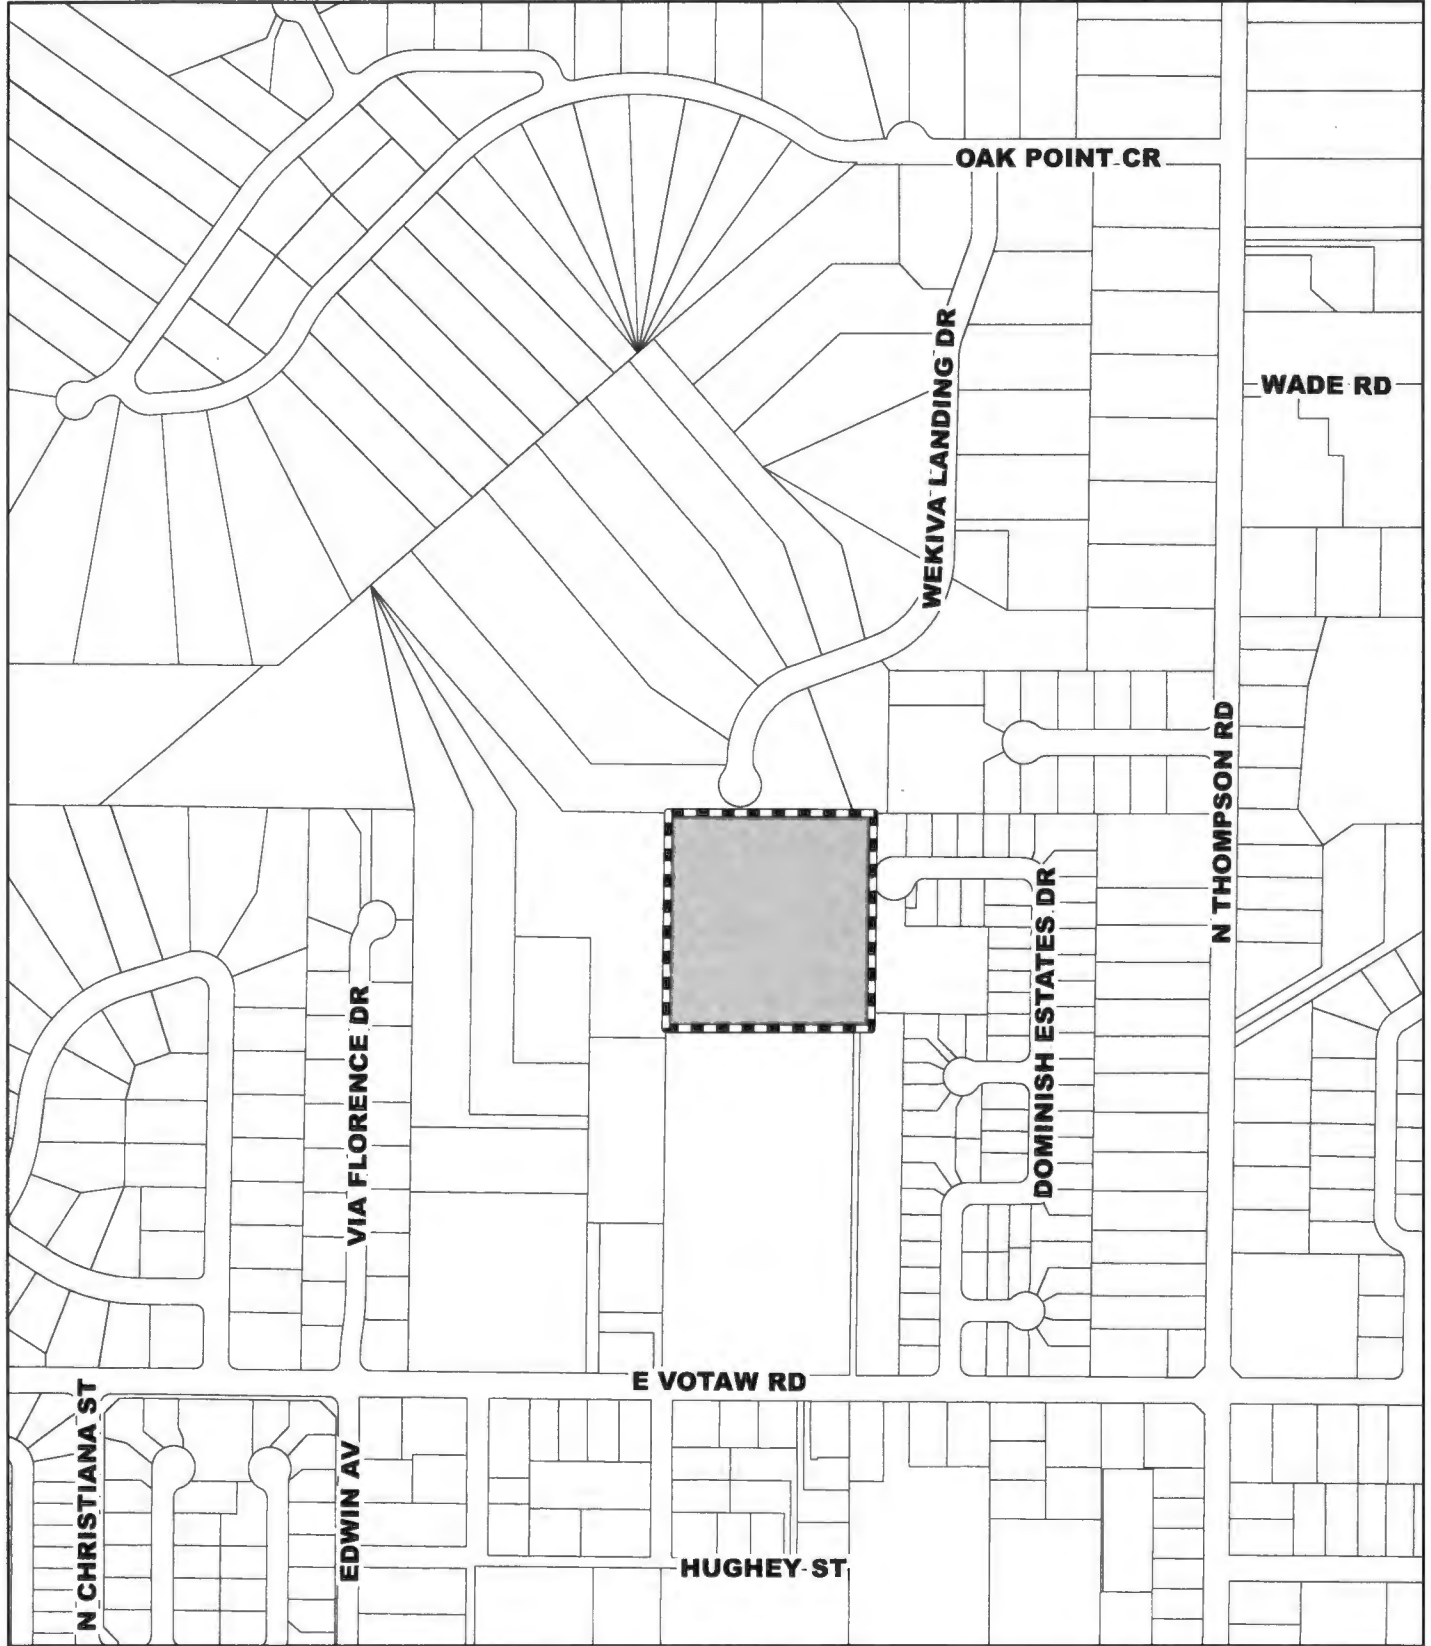 OAK POINT CR
WEKIVA LANDING DR
WADE RD
N THOMPSON RD
DOMINISH ESTATES DR
VIA FLORENCE DR
E VOTAW RD
N CHRISTIANA ST
EDWIN AV
HUGHEY ST